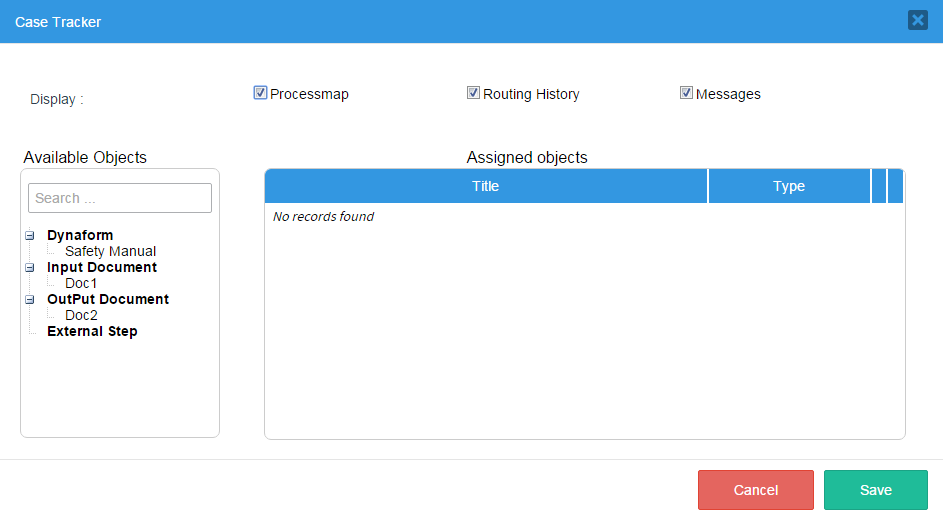 Case Tracker
Display :
Processmap
Routing History
Messages
Available Objects
Assigned objects
Search ...
Title
Type
No records found
Dynaform
Safety Manual
Input Document
Doc1
OutPut Document
Doc2
External Step
Cancel
Save